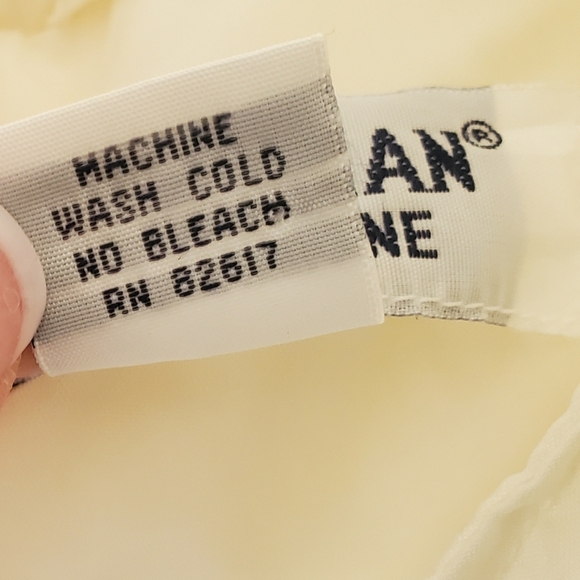 MACHINE
WASH COLD
NO BLEACH
RN 82617
AN®
NE